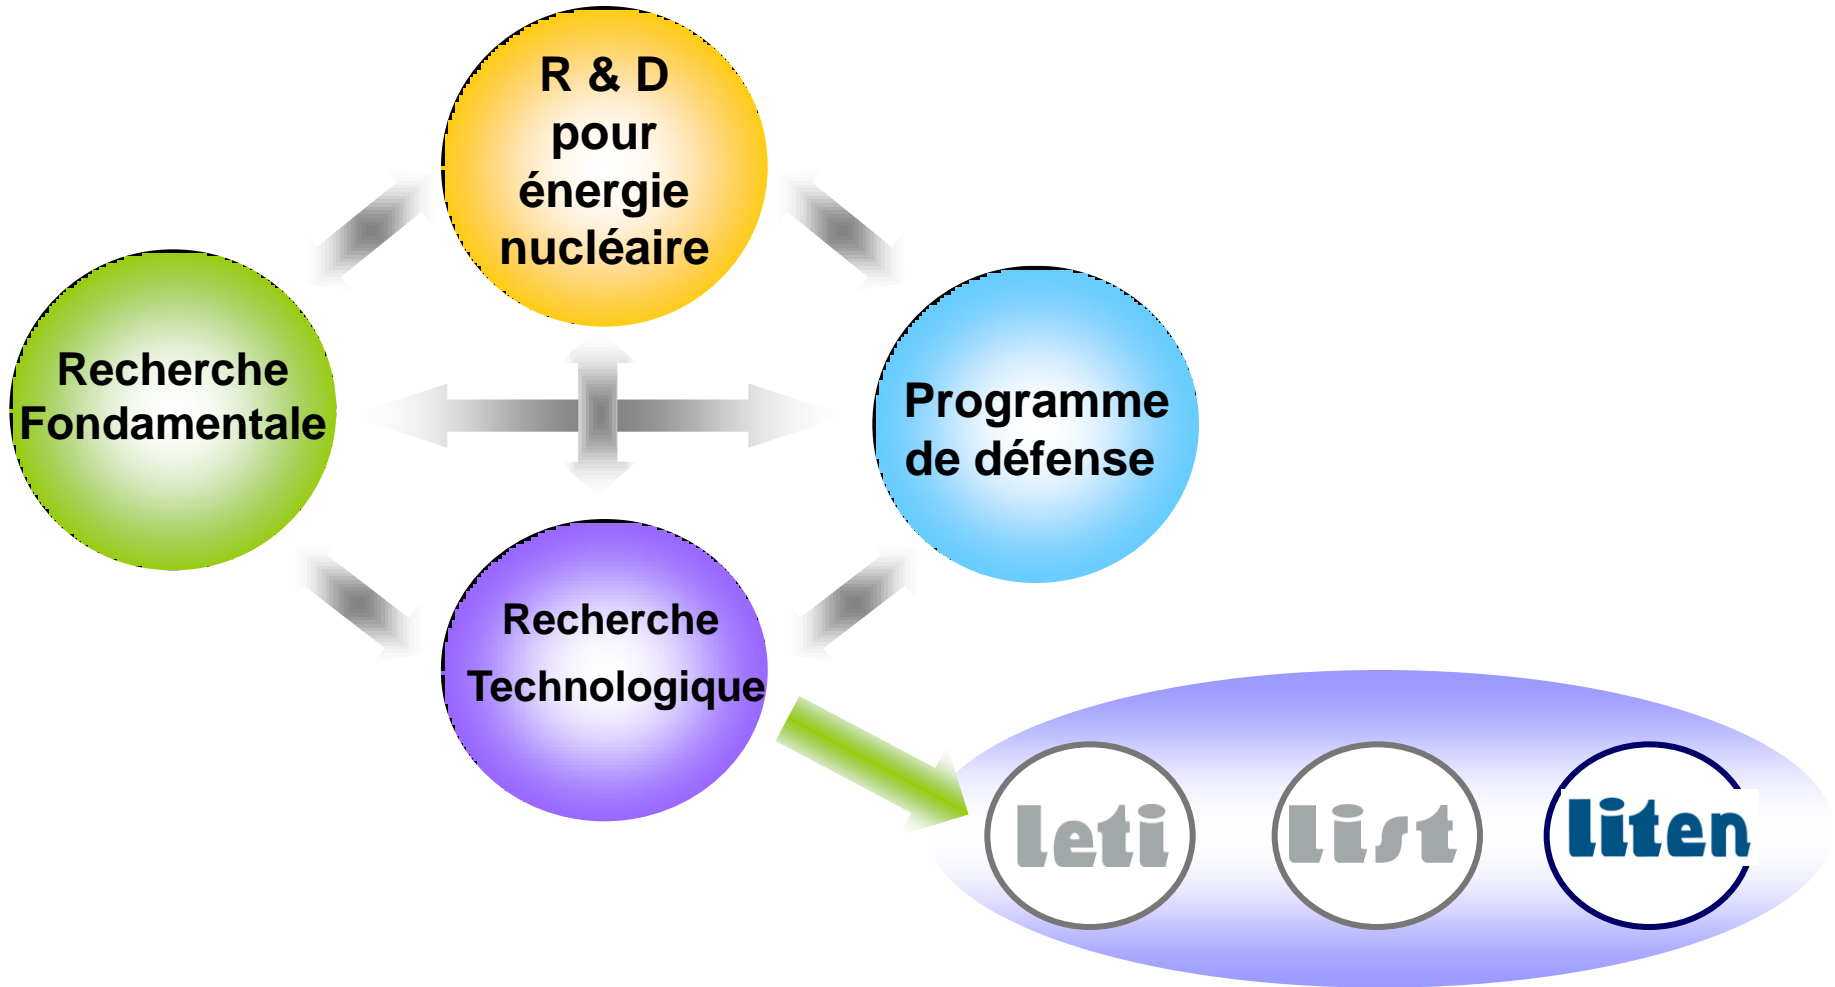 R & D
pour
énergie
nucléaire
Recherche
Fondamentale
Programme
de défense
Recherche
Technologique
leti
list
liten